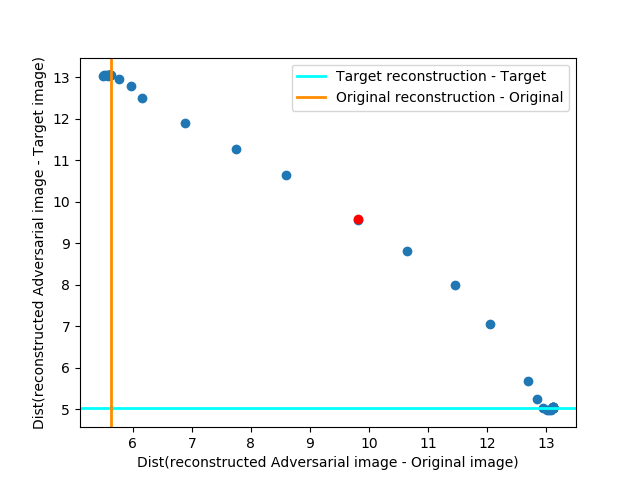 Target reconstruction - Target
Original reconstruction - Original
Dist(reconstructed Adversarial image - Target image)
13
12
11
10
9
8
7
6
5
6 7 8 9 10 11 12 13
Dist(reconstructed Adversarial image - Original image)